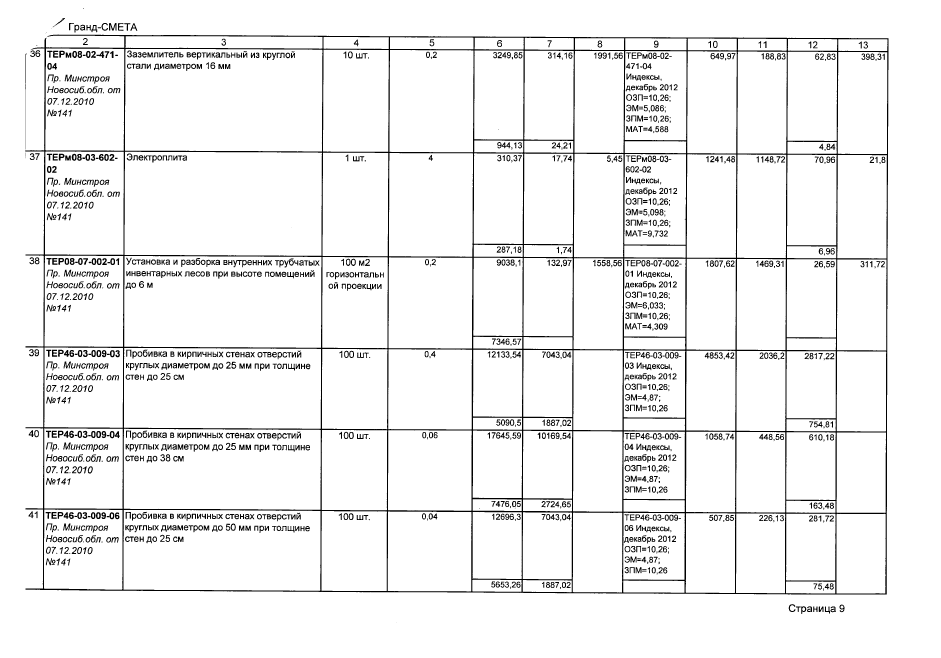 Гранд-СМЕТА
2 3 4 5 6 7 8 9 10 11 12 13
36 ТЕРм08-02-471- Заземлитель вертикальный из круглой 10 шт. 0,2 3249,85 314,16 1991,56 ТЕРм08-02- 649,97 188,83 62,83 398,31
04 стали диаметром 16 мм 471-04
Пр. Минстроя Индексы,
Новосиб.обл. от декабрь 2012
07.12.2010 ОЗП=10,26;
№141 ЭМ=5,086;
ЗПМ=10,26;
МАТ=4,588
944,13 24,21 4,84
37 ТЕРм08-03-602- Электроплита 1 шт. 4 310,37 17,74 5,45 ТЕРм08-03- 1241,48 1148,72 70,96 21,8
02 602-02
Пр. Минстроя Индексы,
Новосиб.обл. от декабрь 2012
07.12.2010 ОЗП=10,26;
№141 ЭМ=5,098;
ЗПМ=10,26;
МАТ=9,732
287,18 1,74 6,96
38 ТЕР08-07-002-01 Установка и разборка внутренних трубчатых 100 м2 0,2 9038,1 132,97 1558,56 ТЕР08-07-002- 1807,62 1469,31 26,59 311,72
Пр. Минстроя инвентарных лесов при высоте помещений горизонтальн 01 Индексы,
Новосиб.обл. от до 6 м ой проекции декабрь 2012
07.12.2010 ОЗП=10,26;
№141 ЭМ=6,033;
ЗПМ=10,26;
МАТ=4,309
7346,57
39 ТЕР46-03-009-03 Пробивка в кирпичных стенах отверстий 100 шт. 0,4 12133,54 7043,04 ТЕР46-03-009- 4853,42 2036,2 2817,22
Пр. Минстроя круглых диаметром до 25 мм при толщине 03 Индексы,
Новосиб.обл. от стен до 25 см декабрь 2012
07.12.2010 ОЗП=10,26;
№141 ЭМ=4,87;
ЗПМ=10,26
5090,5 1887,02 754,81
40 ТЕР46-03-009-04 Пробивка в кирпичных стенах отверстий 100 шт. 0,06 17645,59 10169,54 ТЕР46-03-009- 1058,74 448,56 610,18
Пр. Минстроя круглых диаметром до 25 мм при толщине 04 Индексы,
Новосиб.обл. от стен до 38 см декабрь 2012
07.12.2010 ОЗП=10,26;
№141 ЭМ=4,87;
ЗПМ=10,26
7476,05 2724,65 163,48
41 ТЕР46-03-009-06 Пробивка в кирпичных стенах отверстий 100 шт. 0,04 12696,3 7043,04 ТЕР46-03-009- 507,85 226,13 281,72
Пр. Минстроя круглых диаметром до 50 мм при толщине 06 Индексы,
Новосиб.обл. от стен до 25 см декабрь 2012
07.12.2010 ОЗП=10,26;
№141 ЭМ=4,87;
ЗПМ=10,26
5653,26 1887,02 75,48
Страница 9